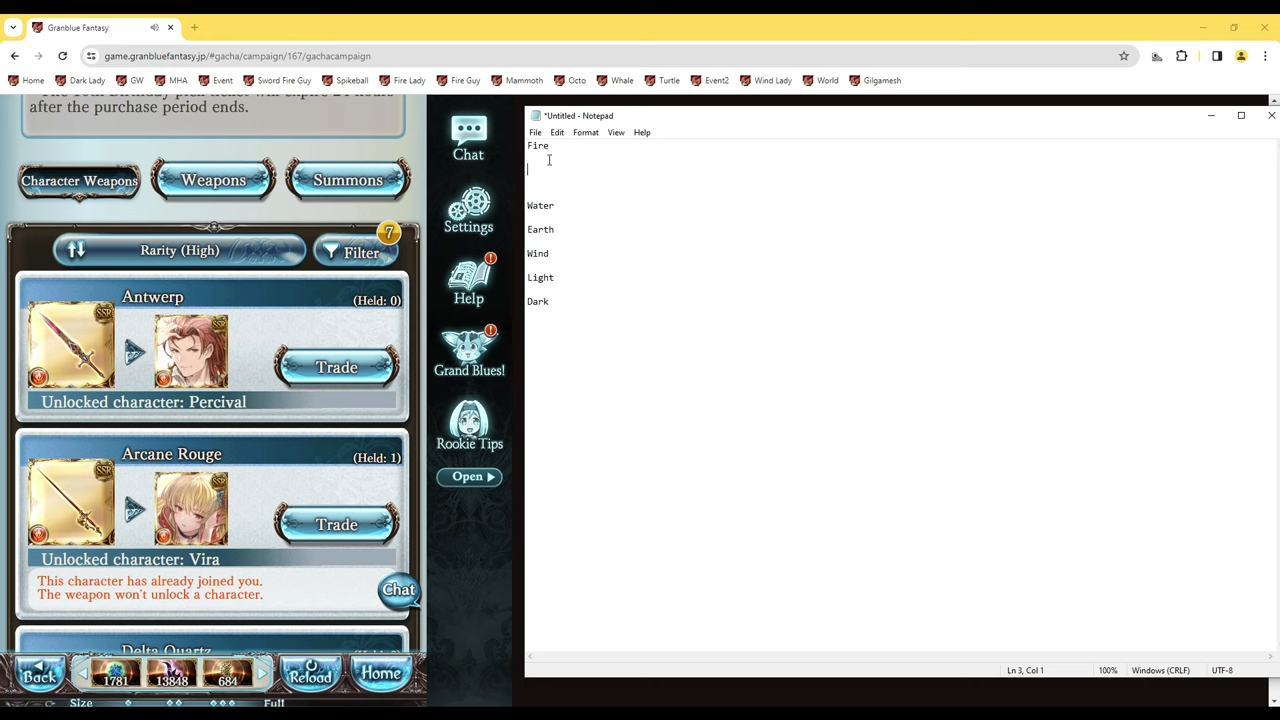 Granblue Fantasy
game.granbluefantasy.jp/#gacha/campaign/167/gachacampaign
Home Dark Lady GW MHA Event Sword Fire Guy Spikeball Fire Lady Fire Guy Mammoth Octo Whale Turtle Event2 Wind Lady World Gilgamesh
after the purchase period ends.
Character Weapons Weapons Summons
7
Rarity (High) Filter
Antwerp
(Held: 0)
SSR SSR
Trade
Unlocked character: Percival
Arcane Rouge
(Held: 1)
SSR SSR
Trade
Unlocked character: Vira
This character has already joined you.
The weapon won't unlock a character.
Chat
Delta Quartz
Back 1781 13848 684 Reload Home
Size Full
Chat
Settings
Help
Grand Blues!
Rookie Tips
Open
*Untitled - Notepad
File Edit Format View Help
Fire
Water
Earth
Wind
Light
Dark
Ln 3, Col 1 100% Windows (CRLF) UTF-8